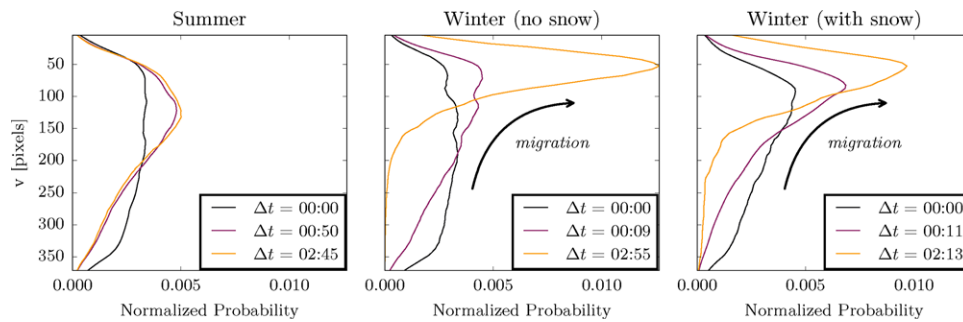 Summer
Winter (no snow)
Winter (with snow)
v [pixels]
50
100
150
200
250
300
350
0.000
0.005
0.010
Normalized Probability
Δt = 00:00
Δt = 00:50
Δt = 02:45
migration
0.000
0.005
0.010
Normalized Probability
Δt = 00:00
Δt = 00:09
Δt = 02:55
migration
0.000
0.005
0.010
Normalized Probability
Δt = 00:00
Δt = 00:11
Δt = 02:13